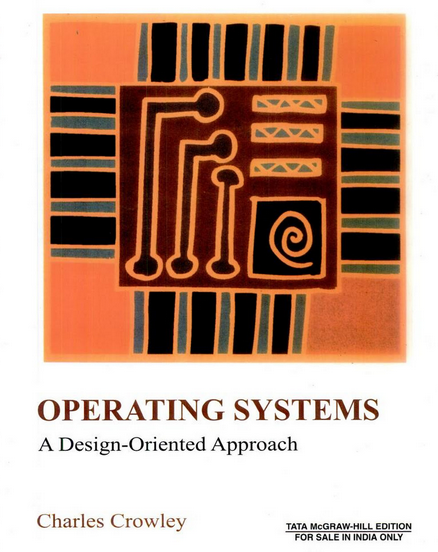 OPERATING SYSTEMS
A Design-Oriented Approach
Charles Crowley
TATA McGRAW-HILL EDITION
FOR SALE IN INDIA ONLY